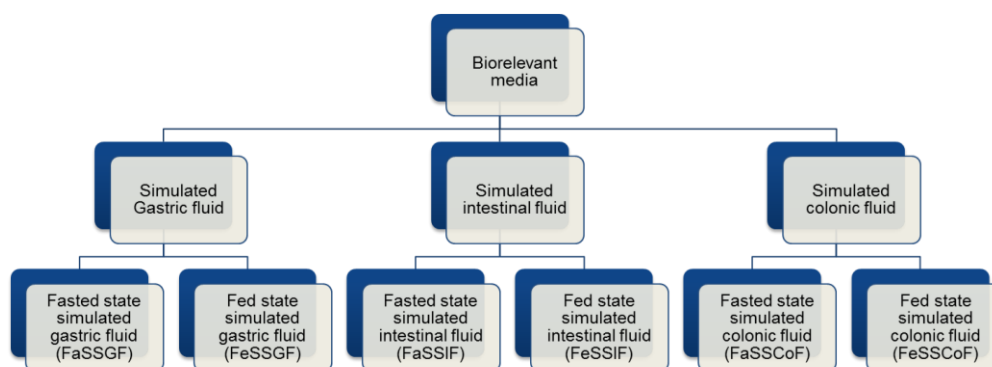 Biorelevant
media
Simulated
Gastric fluid
Simulated
intestinal fluid
Simulated
colonic fluid
Fasted state
simulated
gastric fluid
(FaSSGF)
Fed state
simulated
gastric fluid
(FeSSGF)
Fasted state
simulated
intestinal fluid
(FaSSIF)
Fed state
simulated
intestinal fluid
(FeSSIF)
Fasted state
simulated
colonic fluid
(FaSSCoF)
Fed state
simulated
colonic fluid
(FeSSCoF)